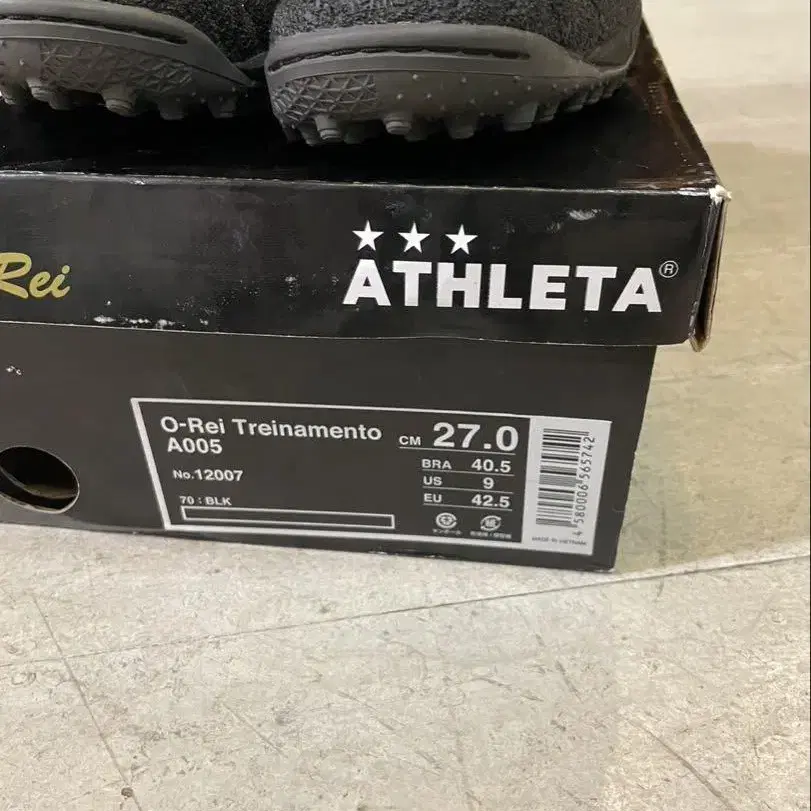 Rei
ATHLETA®
O-Rei Treinamento
A005
No.12007
70 : BLK
CM 27.0
BRA 40.5
US 9
EU 42.5
4 580006 565742
MADE IN VIETNAM